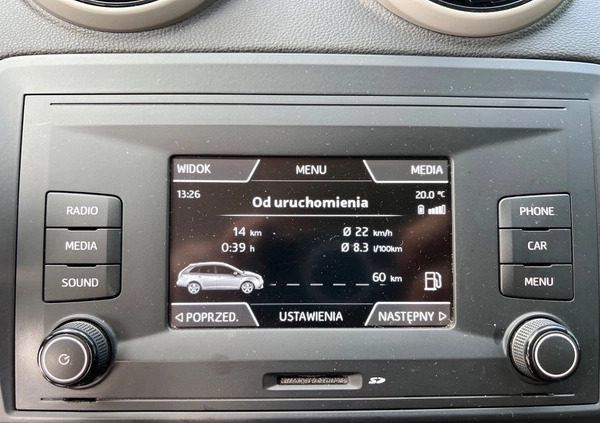 WIDOK MENU MEDIA
13:26 20.0 °C
Od uruchomienia
14 km Ø 22 km/h
0:39 h Ø 8.3 l/100km
60 km
◁ POPRZED. USTAWIENIA NASTĘPNY ▷
RADIO
MEDIA
SOUND
PHONE
CAR
MENU
SD